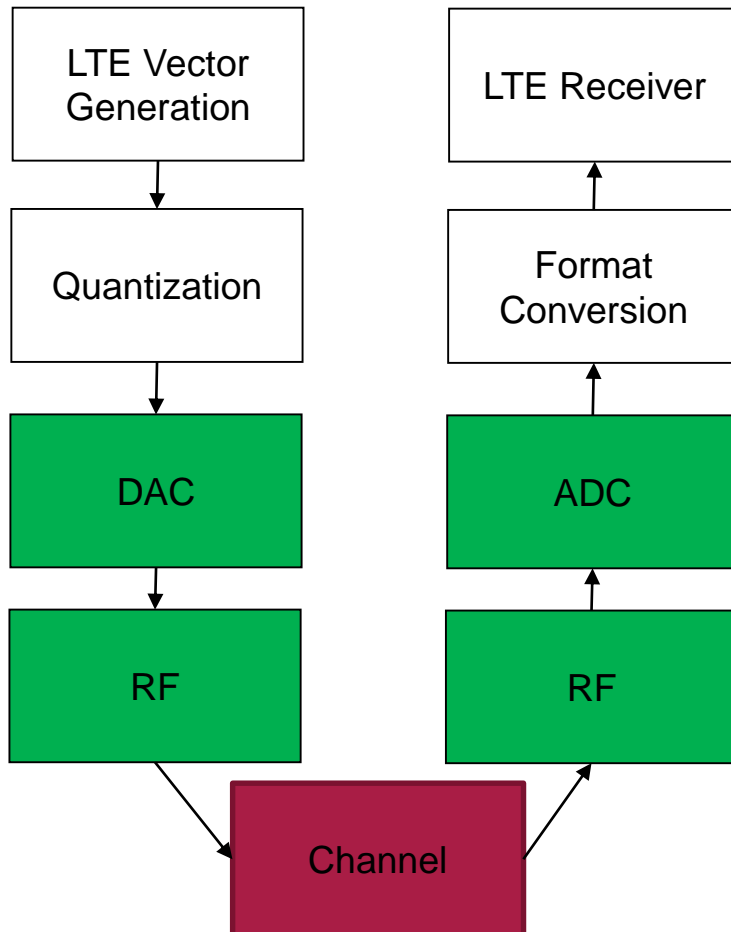 LTE Vector
Generation
Quantization
DAC
RF
Channel
RF
ADC
Format
Conversion
LTE Receiver